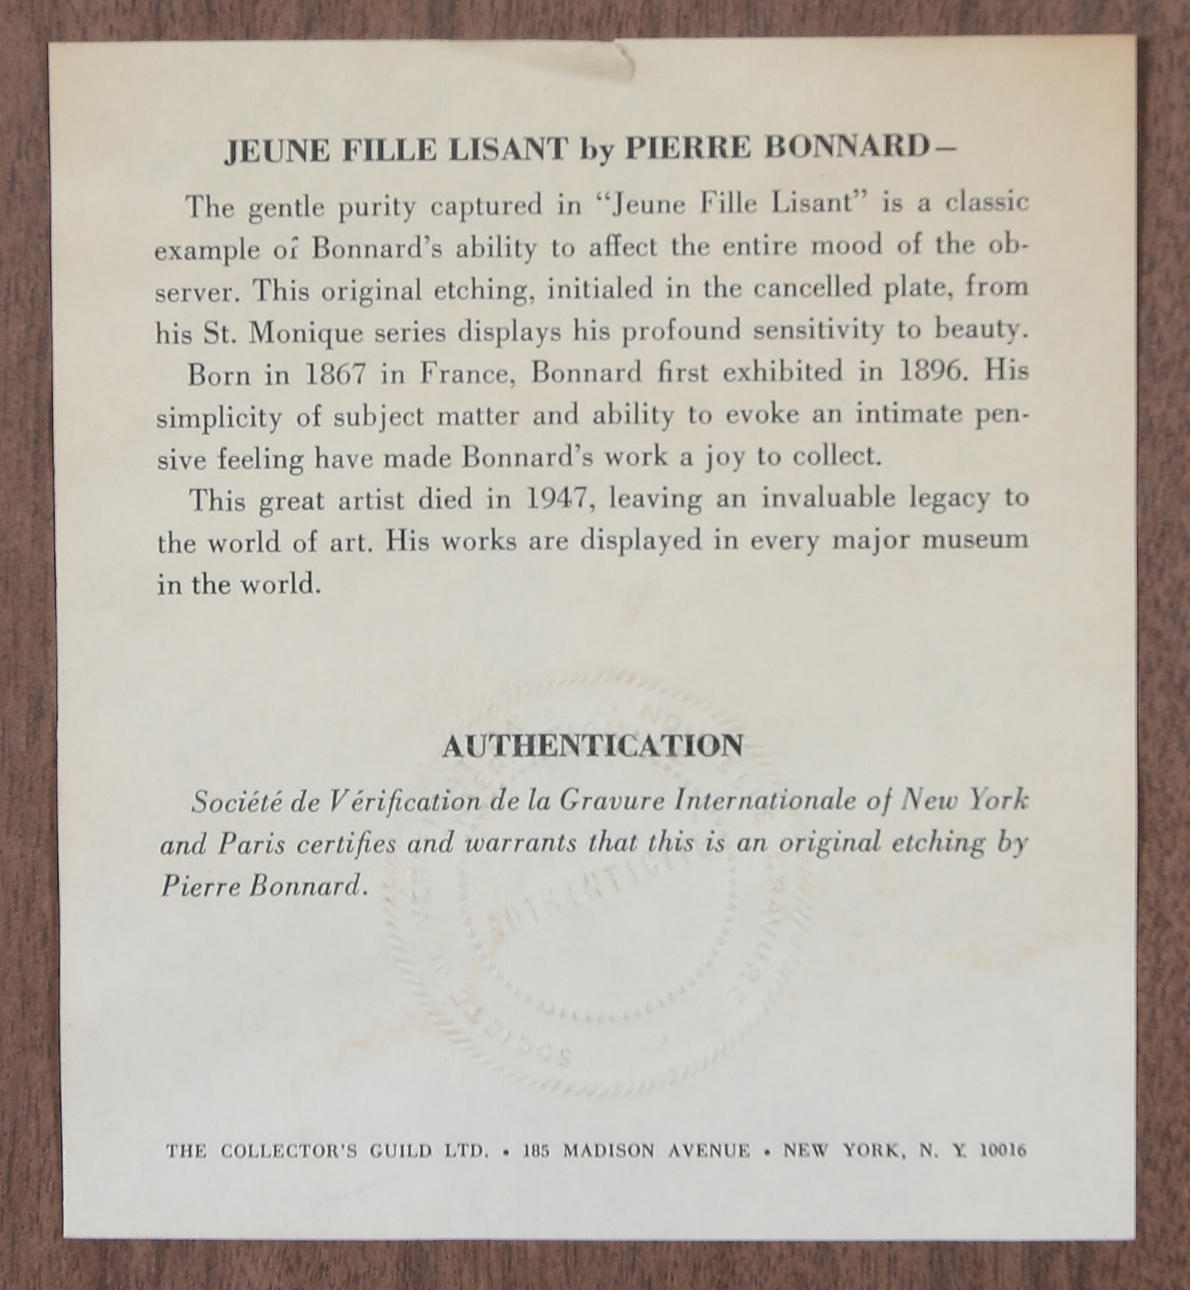 JEUNE FILLE LISANT by PIERRE BONNARD—
The gentle purity captured in “Jeune Fille Lisant” is a classic
example of Bonnard’s ability to affect the entire mood of the ob-
server. This original etching, initialed in the cancelled plate, from
his St. Monique series displays his profound sensitivity to beauty.
Born in 1867 in France, Bonnard first exhibited in 1896. His
simplicity of subject matter and ability to evoke an intimate pen-
sive feeling have made Bonnard’s work a joy to collect.
This great artist died in 1947, leaving an invaluable legacy to
the world of art. His works are displayed in every major museum
in the world.
AUTHENTICATION
Société de Vérification de la Gravure Internationale of New York
and Paris certifies and warrants that this is an original etching by
Pierre Bonnard.
SOCIETE
GRAVURE
THE COLLECTOR’S GUILD LTD. • 185 MADISON AVENUE • NEW YORK, N. Y. 10016